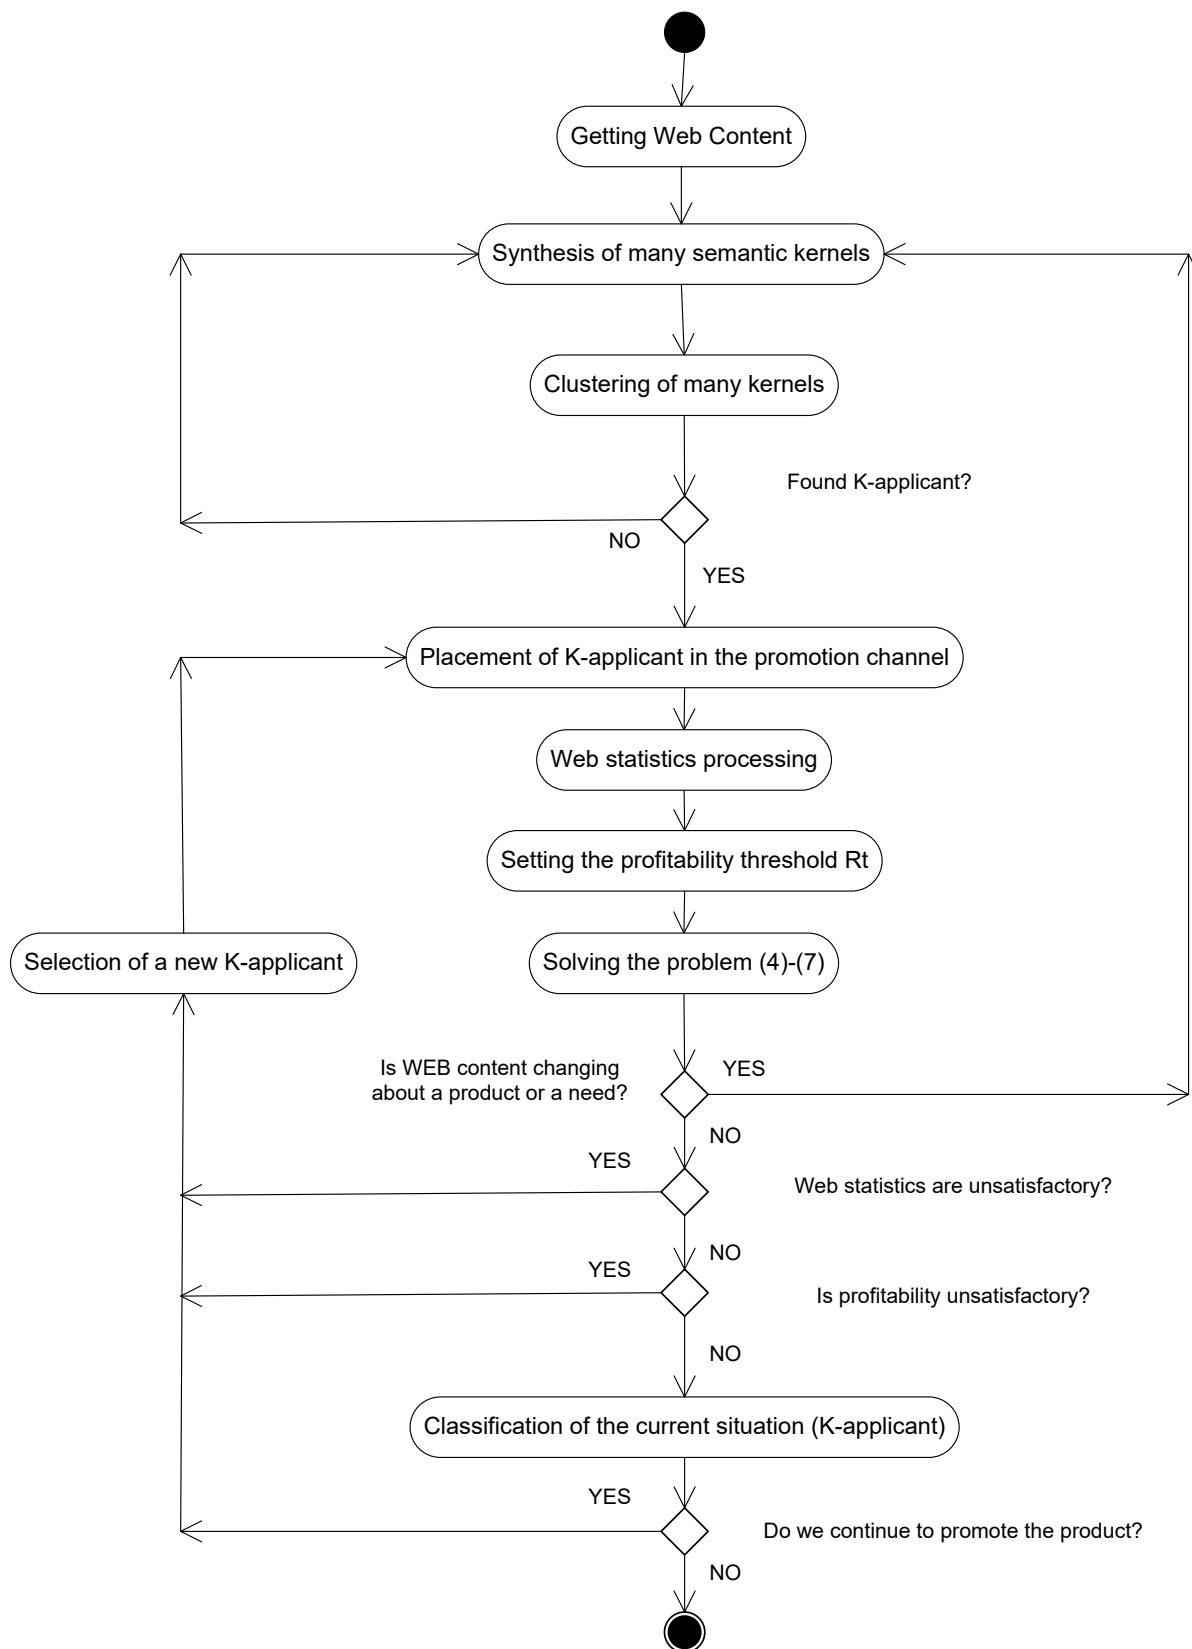 Getting Web Content
Synthesis of many semantic kernels
Clustering of many kernels
Found K-applicant?
NO
YES
Placement of K-applicant in the promotion channel
Web statistics processing
Setting the profitability threshold Rt
Selection of a new K-applicant
Solving the problem (4)-(7)
Is WEB content changing
about a product or a need?
YES
NO
YES
Web statistics are unsatisfactory?
NO
YES
Is profitability unsatisfactory?
NO
Classification of the current situation (K-applicant)
YES
Do we continue to promote the product?
NO